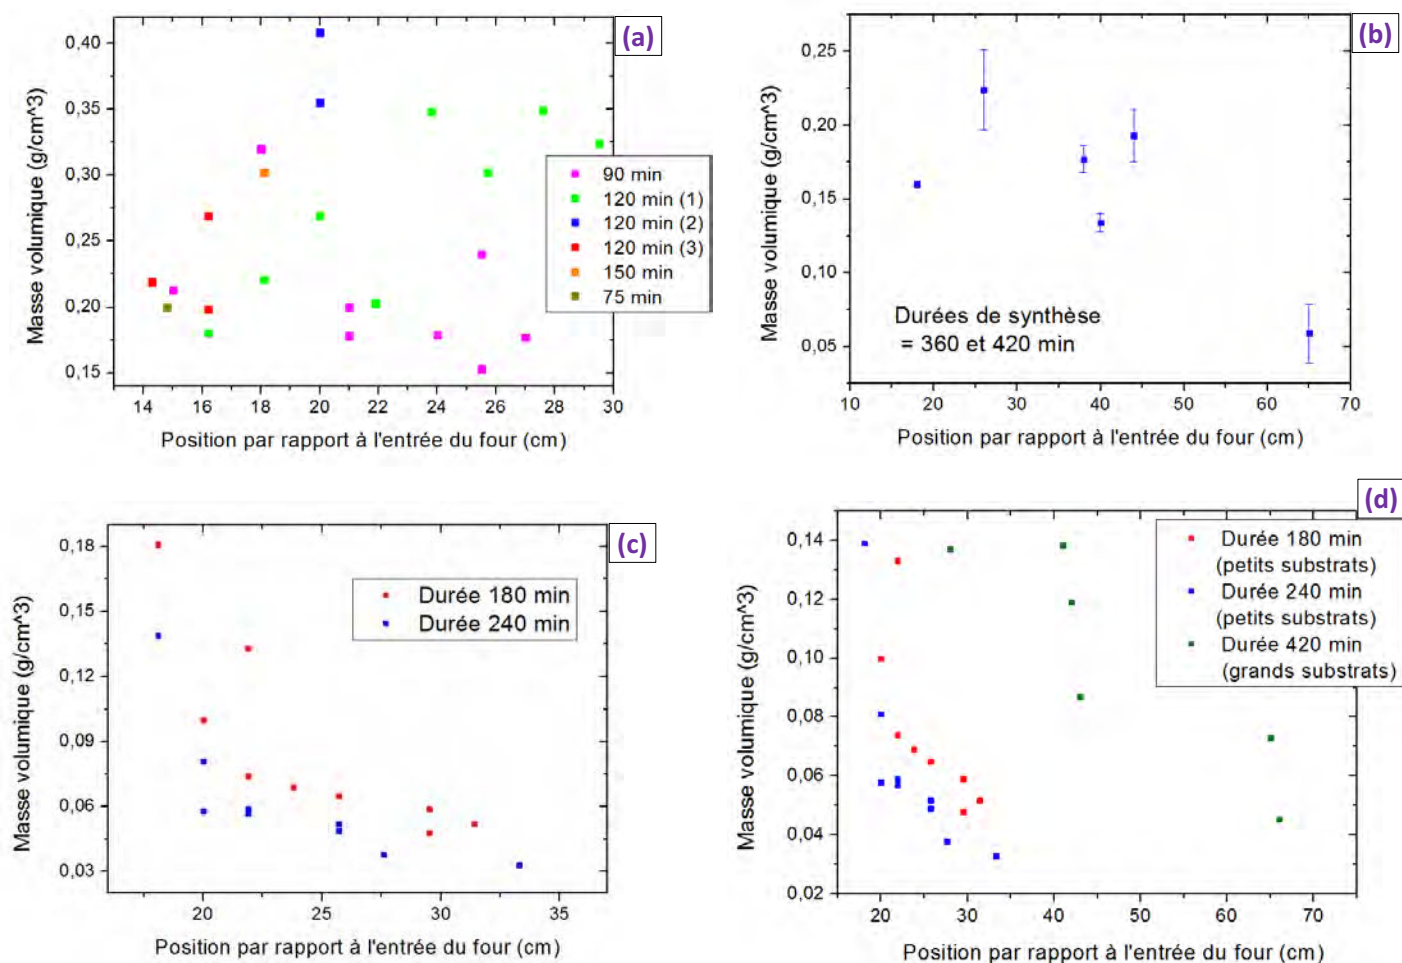 (a)
0,40
0,35
0,30
0,25
0,20
0,15
Masse volumique (g/cm^3)
90 min
120 min (1)
120 min (2)
120 min (3)
150 min
75 min
14 16 18 20 22 24 26 28 30
Position par rapport à l'entrée du four (cm)
(b)
0,25
0,20
0,15
0,10
0,05
Masse volumique (g/cm^3)
Durées de synthèse
= 360 et 420 min
10 20 30 40 50 60 70
Position par rapport à l'entrée du four (cm)
(c)
0,18
0,15
0,12
0,09
0,06
0,03
Masse volumique (g/cm^3)
Durée 180 min
Durée 240 min
20 25 30 35
Position par rapport à l'entrée du four (cm)
(d)
0,14
0,12
0,10
0,08
0,06
0,04
0,02
Masse volumique (g/cm^3)
Durée 180 min
(petits substrats)
Durée 240 min
(petits substrats)
Durée 420 min
(grands substrats)
20 30 40 50 60 70
Position par rapport à l'entrée du four (cm)